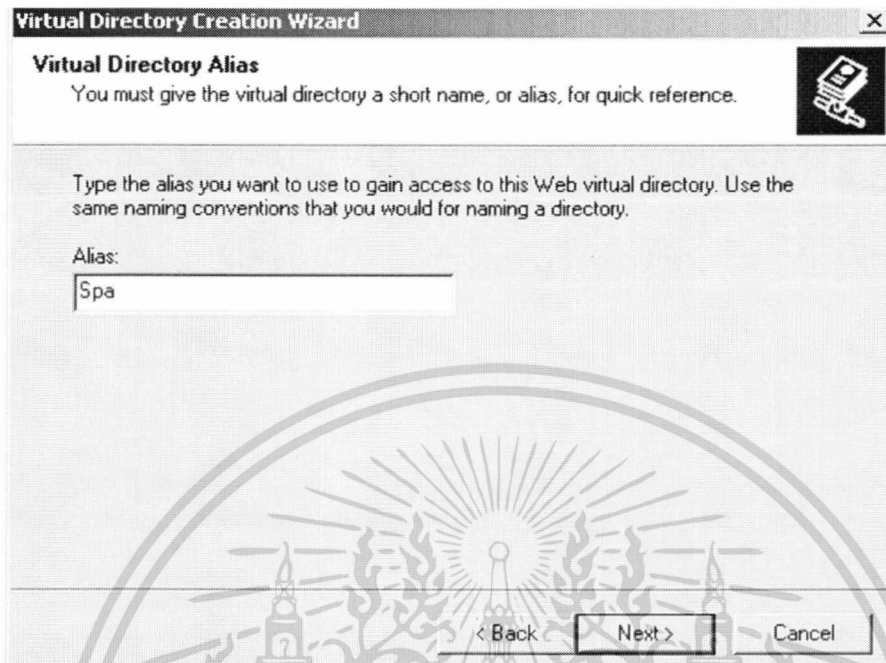 Virtual Directory Creation Wizard
Virtual Directory Alias
You must give the virtual directory a short name, or alias, for quick reference.
Type the alias you want to use to gain access to this Web virtual directory. Use the
same naming conventions that you would for naming a directory.
Alias:
Spa
< Back Next > Cancel